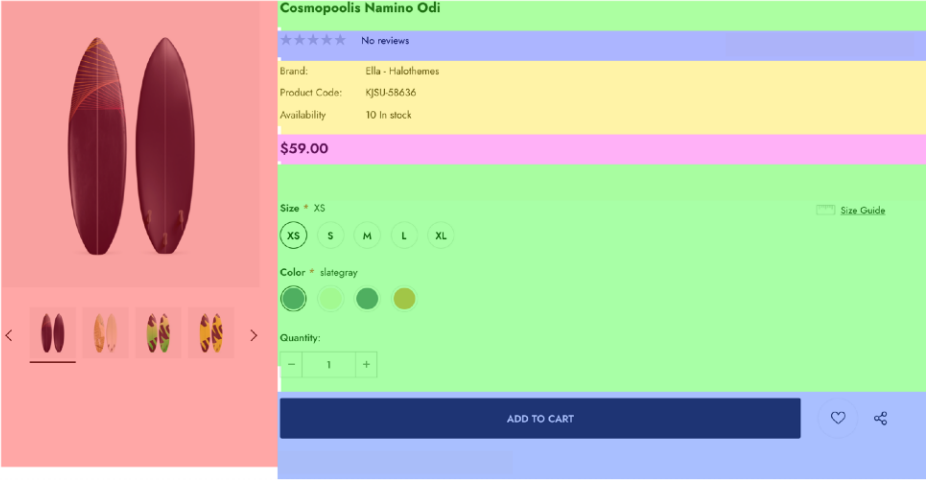 Cosmopoolis Namino Odi
No reviews
Brand: Ella - Halothemes
Product Code: KJSU-58636
Availability 10 In stock
$59.00
Size * XS
Size Guide
XS S M L XL
Color * slategray
Quantity:
− 1 +
ADD TO CART